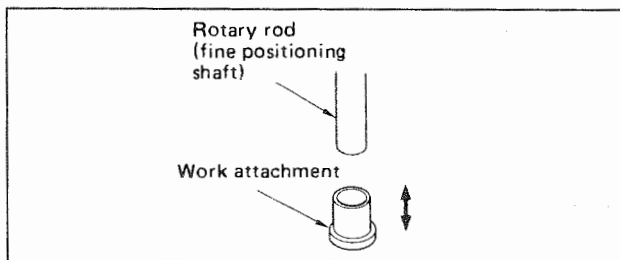 Rotary rod
(fine positioning
shaft)
Work attachment